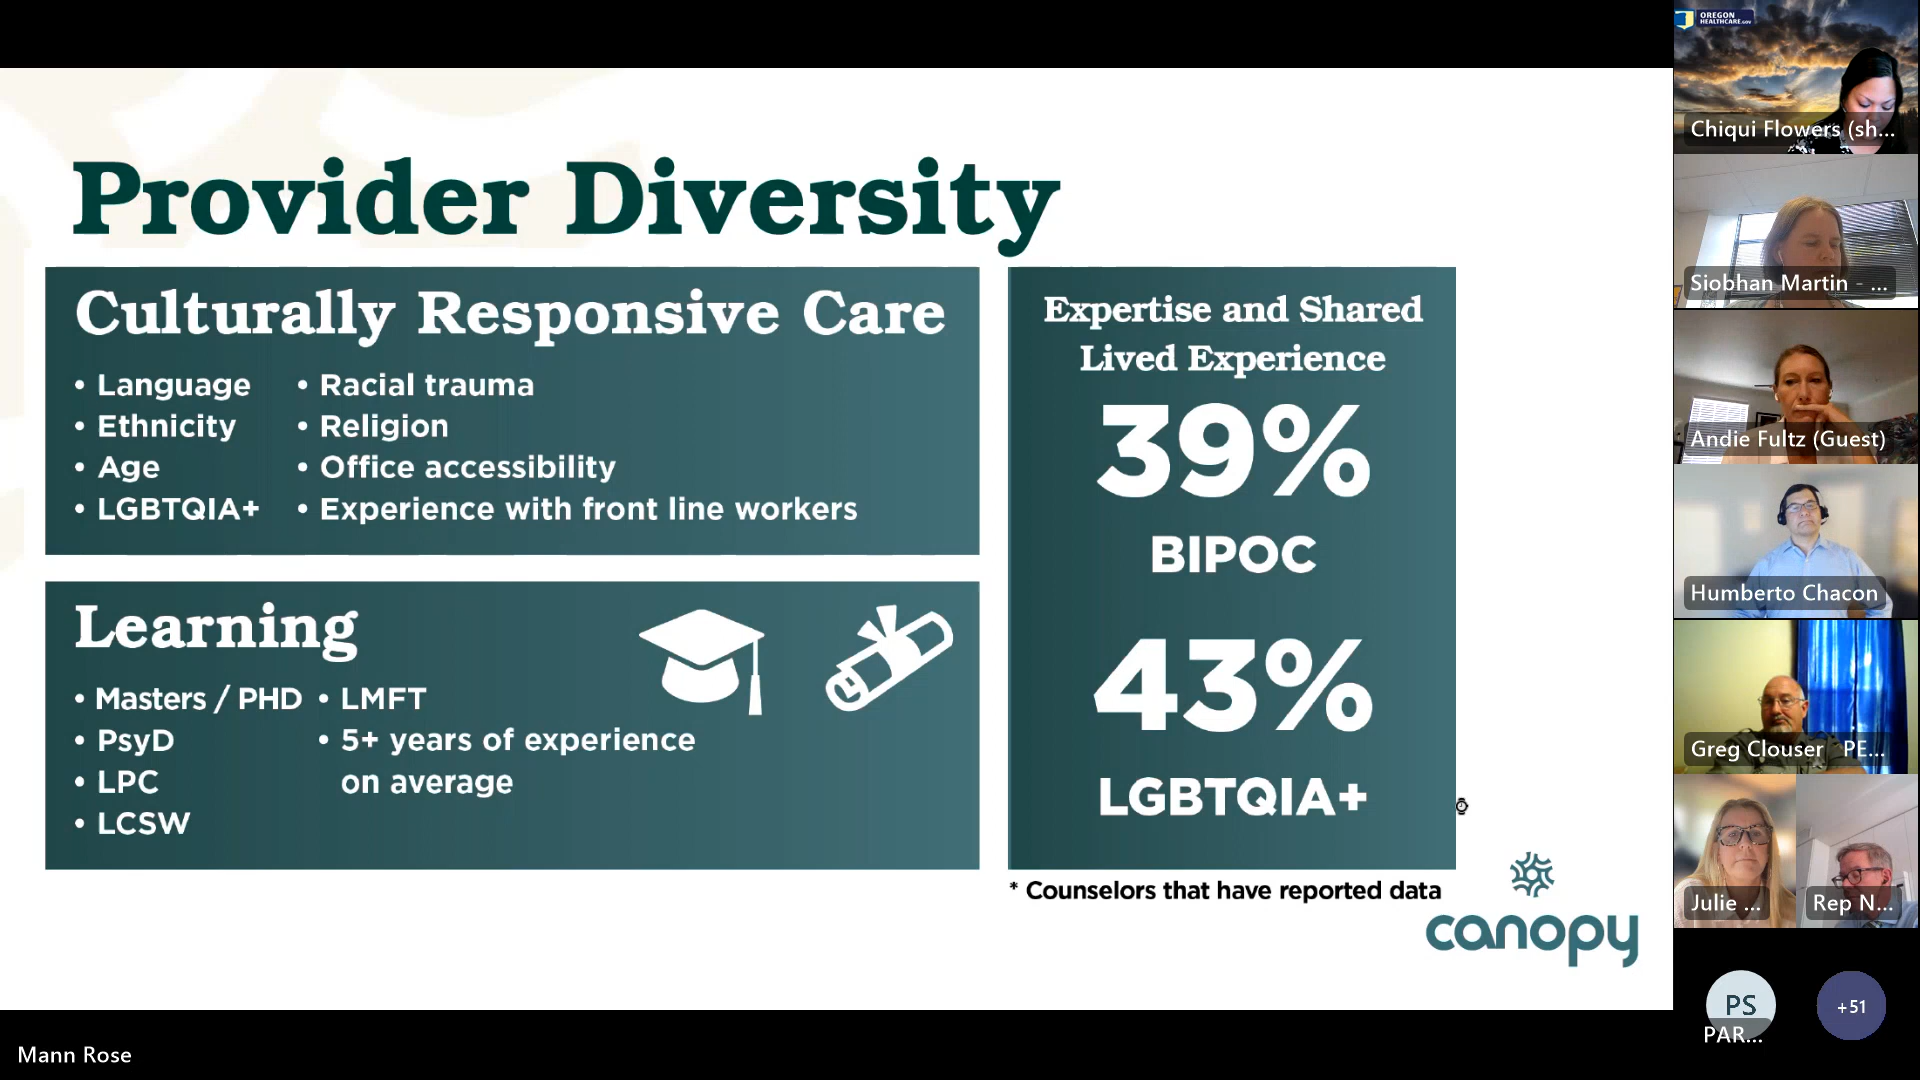 Provider Diversity
Culturally Responsive Care
• Language
• Ethnicity
• Age
• LGBTQIA+
• Racial trauma
• Religion
• Office accessibility
• Experience with front line workers
Learning
• Masters / PHD
• PsyD
• LPC
• LCSW
• LMFT
• 5+ years of experience
on average
Expertise and Shared
Lived Experience
39%
BIPOC
43%
LGBTQIA+
* Counselors that have reported data
canopy
Mann Rose
OREGON
HEALTHCARE.GOV
Chiqui Flowers (sh...
Siobhan Martin - ...
Andie Fultz (Guest)
Humberto Chacon
Greg Clouser PE...
Julie ...
Rep N...
PS
PAR...
+51